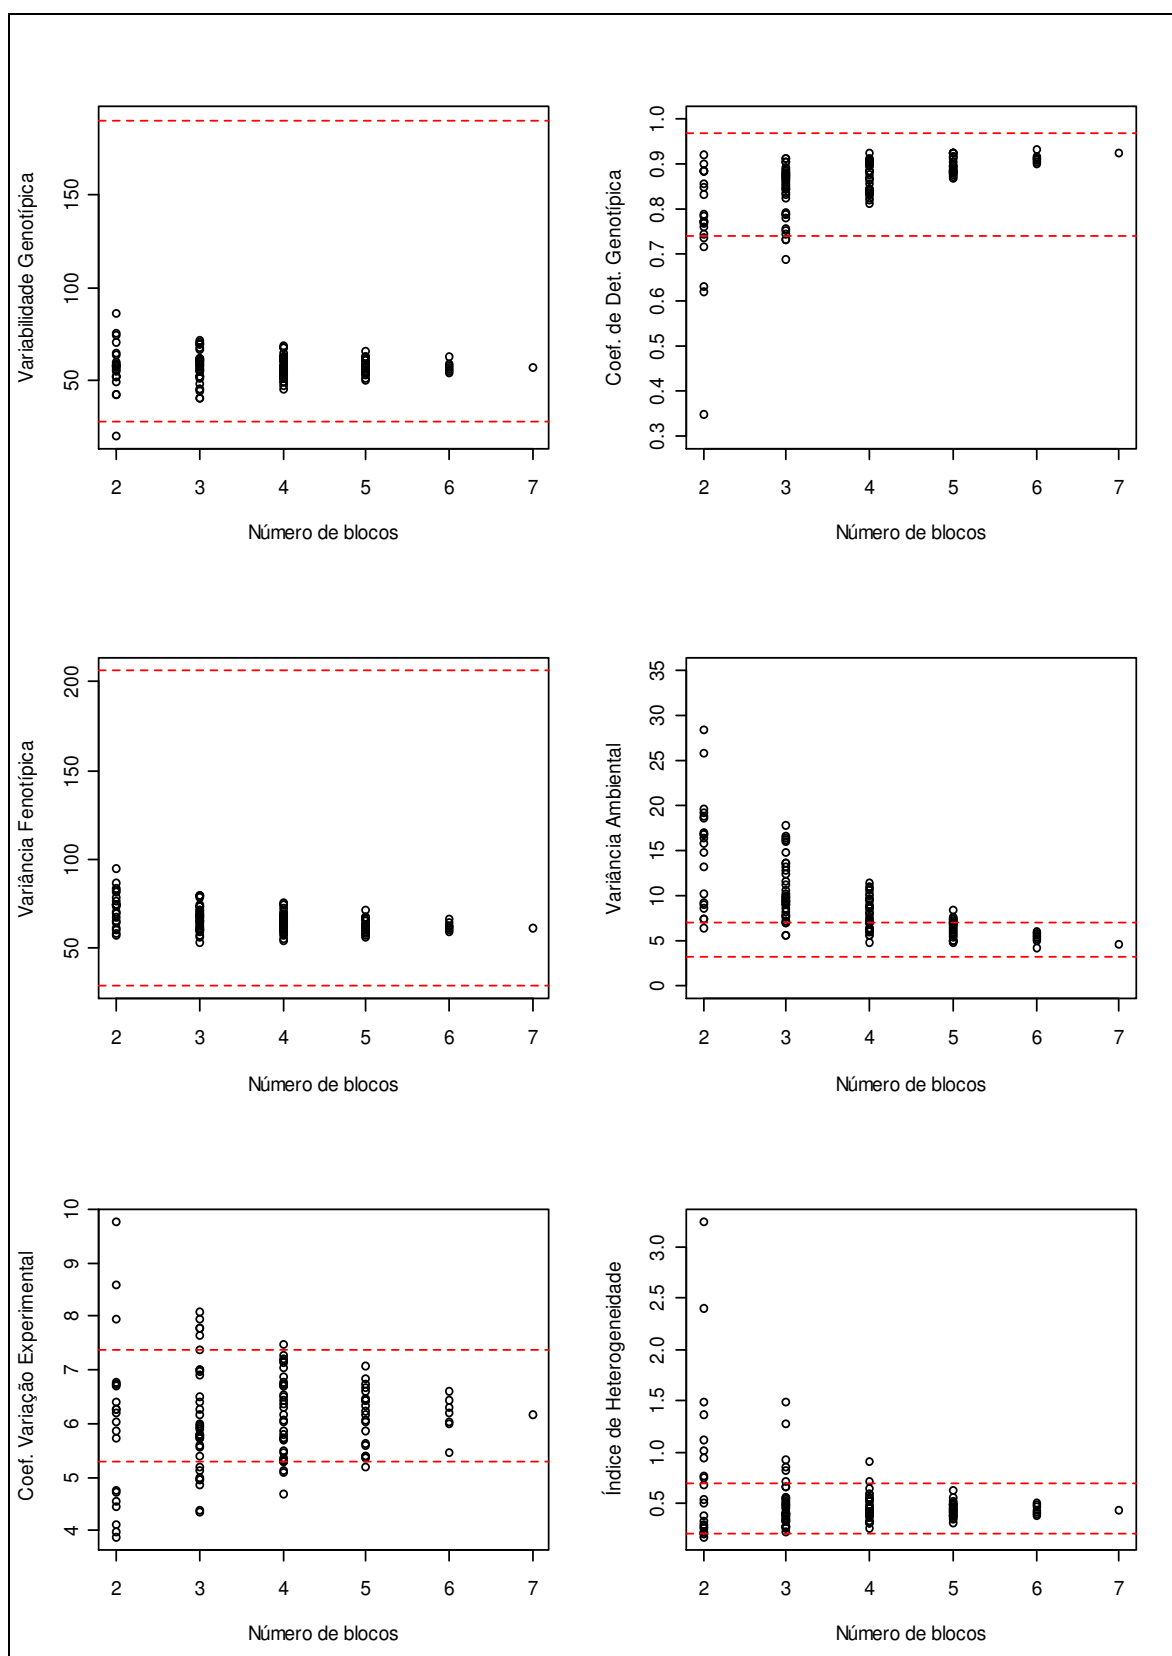 Variabilidade Genotípica
150
100
50
2 3 4 5 6 7
Número de blocos
Coef. de Det. Genotípica
1.0
0.9
0.8
0.7
0.6
0.5
0.4
0.3
2 3 4 5 6 7
Número de blocos
Variância Fenotípica
200
150
100
50
2 3 4 5 6 7
Número de blocos
Variância Ambiental
35
30
25
20
15
10
5
0
2 3 4 5 6 7
Número de blocos
Coef. Variação Experimental
10
9
8
7
6
5
4
2 3 4 5 6 7
Número de blocos
Índice de Heterogeneidade
3.0
2.5
2.0
1.5
1.0
0.5
2 3 4 5 6 7
Número de blocos